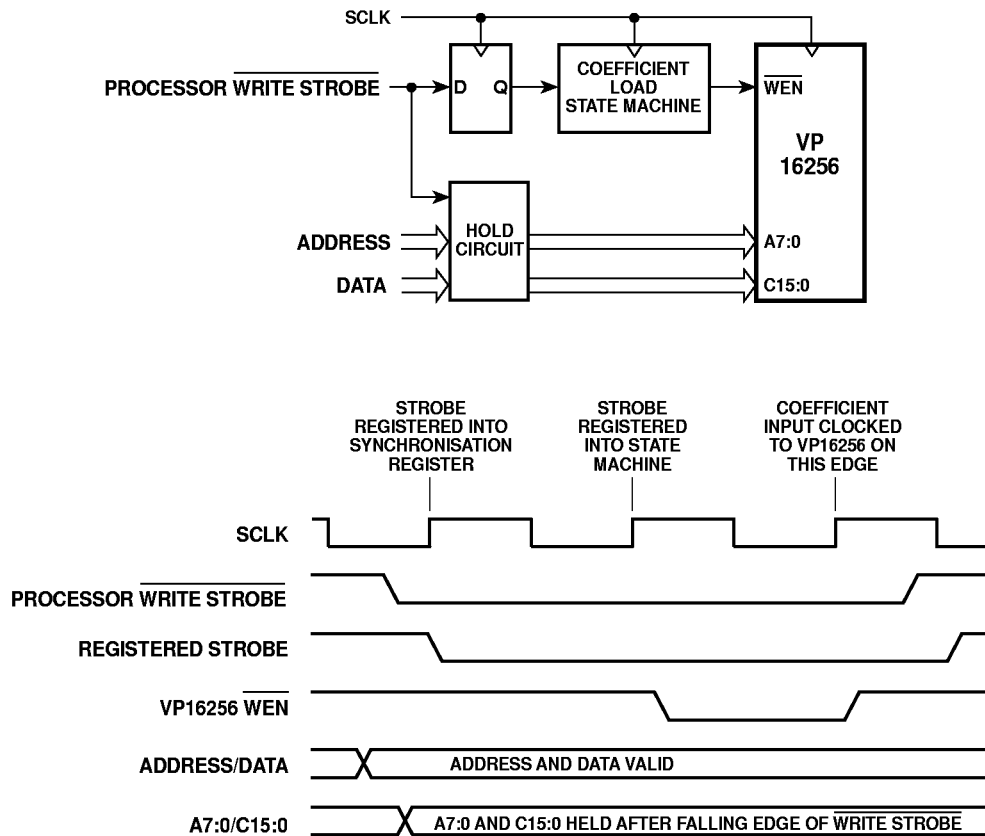 SCLK
PROCESSOR WRITE STROBE
D Q
COEFFICIENT
LOAD
STATE MACHINE
WEN
VP
16256
ADDRESS
DATA
HOLD
CIRCUIT
A7:0
C15:0
STROBE
REGISTERED INTO
SYNCHRONISATION
REGISTER
STROBE
REGISTERED
INTO STATE
MACHINE
COEFFICIENT
INPUT CLOCKED
TO VP16256 ON
THIS EDGE
SCLK
PROCESSOR WRITE STROBE
REGISTERED STROBE
VP16256 WEN
ADDRESS/DATA
ADDRESS AND DATA VALID
A7:0/C15:0
A7:0 AND C15:0 HELD AFTER FALLING EDGE OF WRITE STROBE